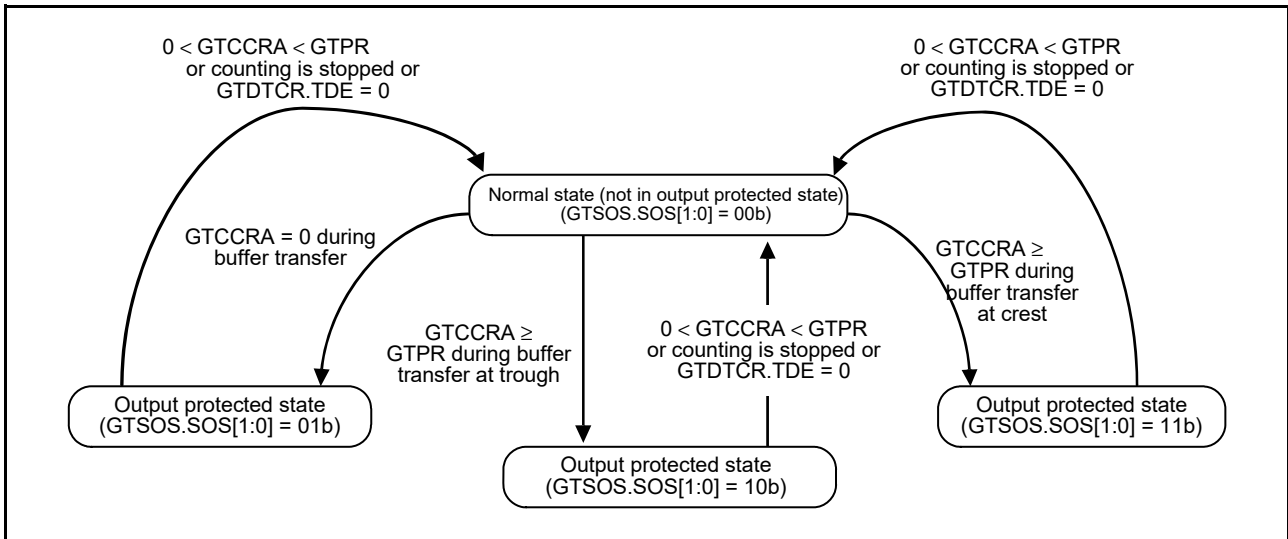 0 < GTCCRA < GTPR
or counting is stopped or
GTDTCR.TDE = 0
0 < GTCCRA < GTPR
or counting is stopped or
GTDTCR.TDE = 0
Normal state (not in output protected state)
(GTSOS.SOS[1:0] = 00b)
GTCCRA = 0 during
buffer transfer
GTCCRA ≥
GTPR during buffer
transfer at trough
0 < GTCCRA < GTPR
or counting is stopped or
GTDTCR.TDE = 0
GTCCRA ≥
GTPR during
buffer transfer
at crest
Output protected state
(GTSOS.SOS[1:0] = 01b)
Output protected state
(GTSOS.SOS[1:0] = 10b)
Output protected state
(GTSOS.SOS[1:0] = 11b)